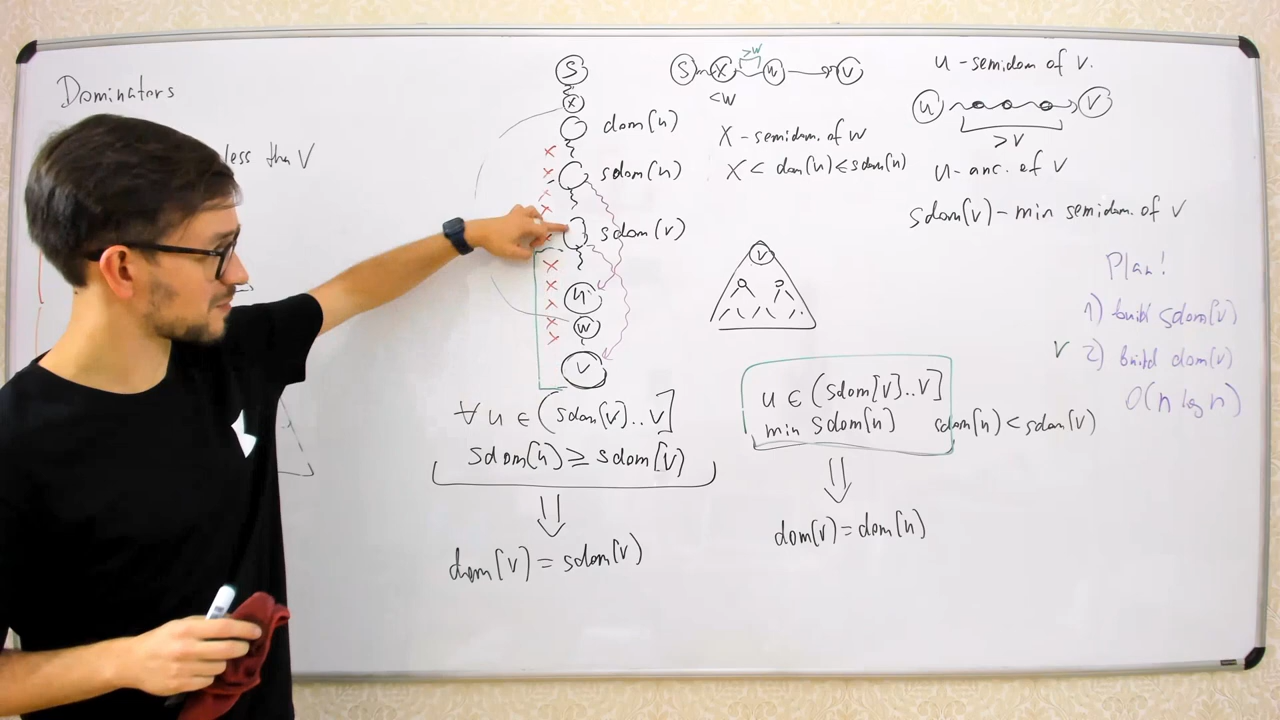 Dominators
less than V
S
X
dom[u]
sdom[u]
sdom[v]
u
w
v
∀ u ∈ (sdom[v]..v]
sdom[u] ≥ sdom[v]
⇓
dom[v] = sdom[v]
S X >w w v
<w
X - semidom. of w
X < dom[u] ≤ sdom[u]
v
u ∈ (sdom[v]..v]
min sdom[u]
sdom[u] < sdom[v]
⇓
dom[v] = dom[u]
u - semidom of v.
u v
>v
u - anc. of v
sdom[v] - min semidom. of v
Plan!
1) build sdom[v]
v 2) build dom[v]
O(n log n)